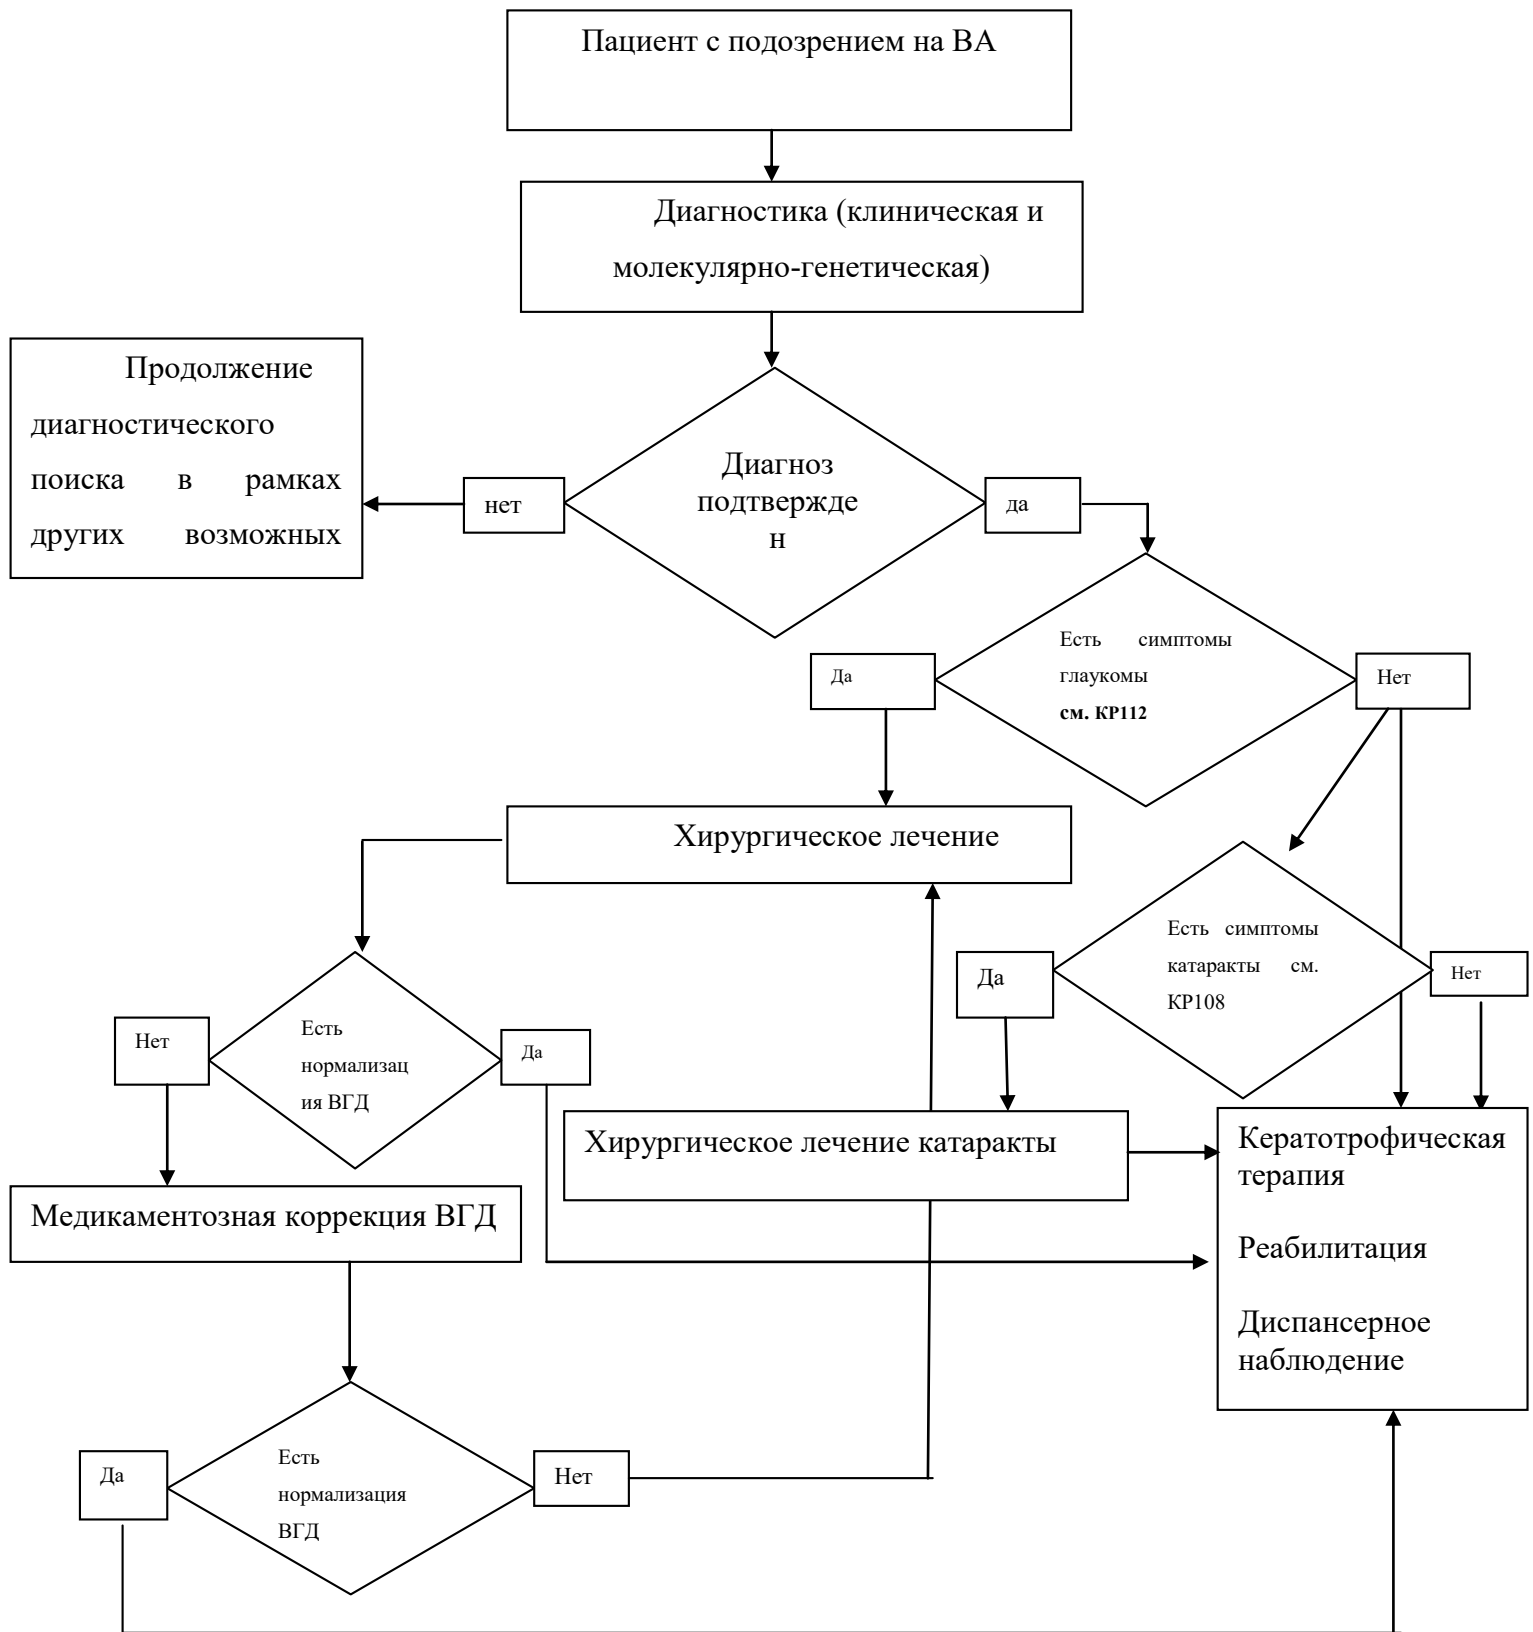 Пациент с подозрением на ВА
Диагностика (клиническая и
молекулярно-генетическая)
Продолжение
диагностического
поиска в рамках
других возможных
Диагноз
подтвержде
н
нет
да
Есть симптомы
глаукомы
см. КР112
Да
Нет
Хирургическое лечение
Есть симптомы
катаракты см.
КР108
Да
Нет
Есть
нормализац
ия ВГД
Нет
Да
Хирургическое лечение катаракты
Кератотрофическая
терапия
Реабилитация
Диспансерное
наблюдение
Медикаментозная коррекция ВГД
Есть
нормализация
ВГД
Да
Нет